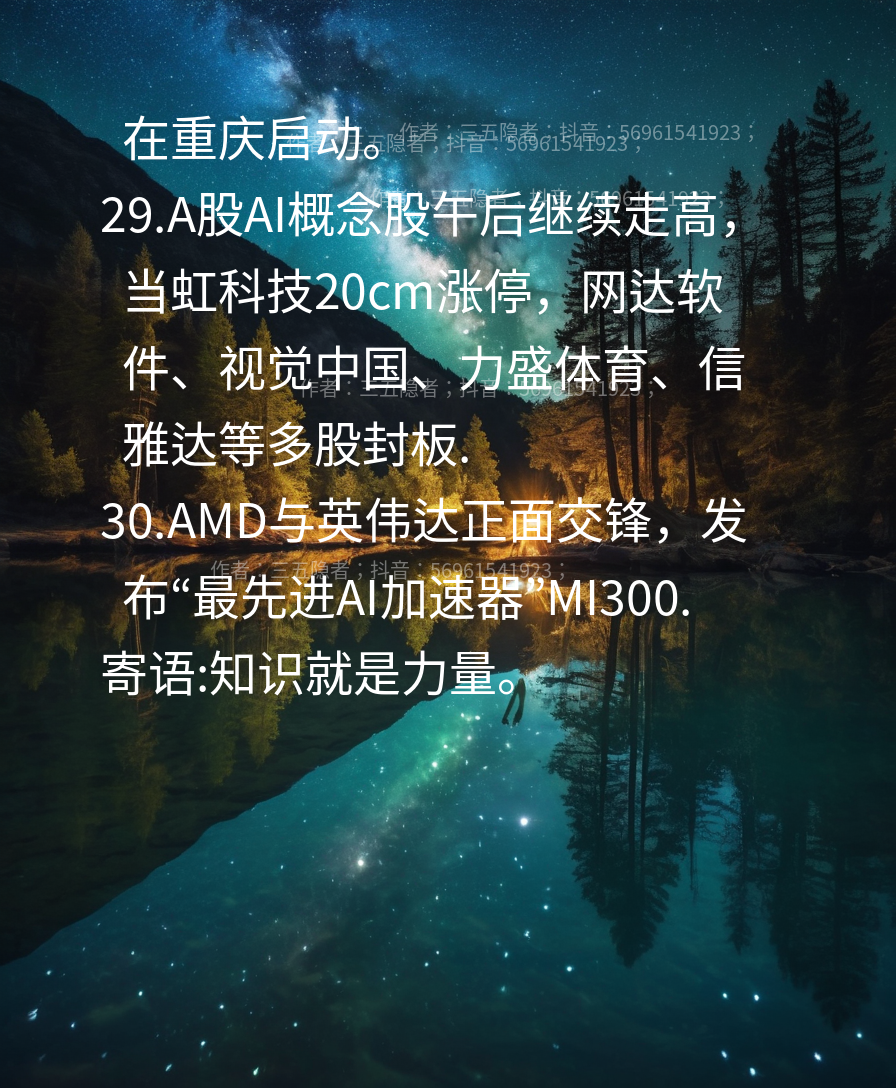 在重庆启动。
作者：三五隐者；抖音：56961541923；
作者：三五隐者；抖音：56961541923；
作者：三五隐者；抖音：56961541923；
29.A股AI概念股午后继续走高，
当虹科技20cm涨停，网达软
件、视觉中国、力盛体育、信
作者：三五隐者；抖音：56961541923；
雅达等多股封板.
30.AMD与英伟达正面交锋，发
作者：三五隐者；抖音：56961541923；
布“最先进AI加速器”MI300.
寄语:知识就是力量。